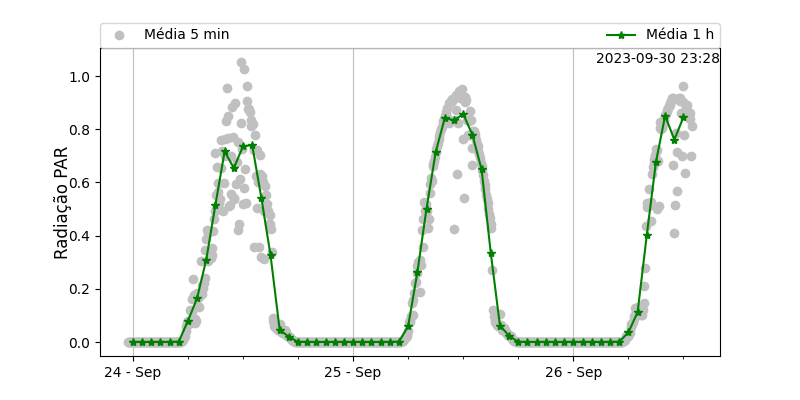 Média 5 min
Média 1 h
2023-09-30 23:28
Radiação PAR
1.0
0.8
0.6
0.4
0.2
0.0
24 - Sep
25 - Sep
26 - Sep